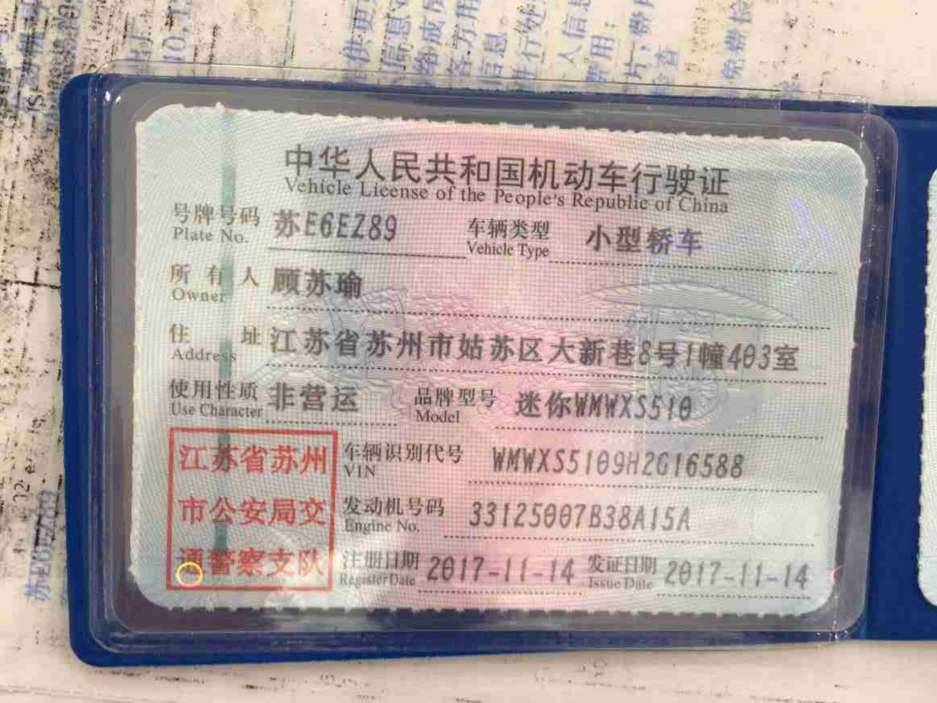 中华人民共和国机动车行驶证
Vehicle License of the People's Republic of China
号牌号码 苏E6EZ89 车辆类型 小型轿车
Plate No. Vehicle Type
所有人 顾苏瑜
Owner
住址 江苏省苏州市姑苏区大新巷8号1幢403室
Address
使用性质 非营运 品牌型号 迷你WMWXS510
Use Character Model
江苏省苏州
市公安局交
通警察支队
车辆识别代号 WMWXS5109H2G16588
VIN
发动机号码 33125007B38A15A
Engine No.
注册日期 2017-11-14 发证日期 2017-11-14
Register Date Issue Date